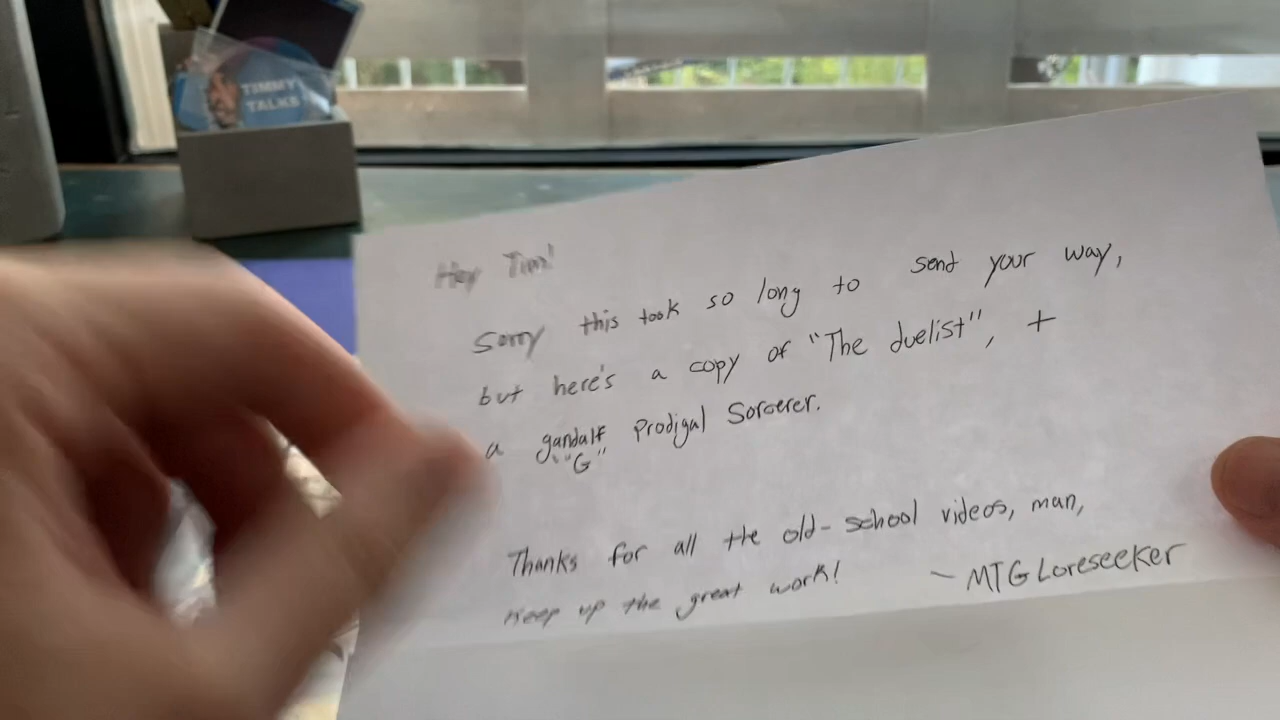 TIMMY
TALKS
Hey Tim!
Sorry this took so long to send your way,
but here's a copy of "The Duelist", +
a gandalf Prodigal Sorcerer.
"G"
Thanks for all the old-school videos, man,
Keep up the great work! ~ MTG Loreseeker